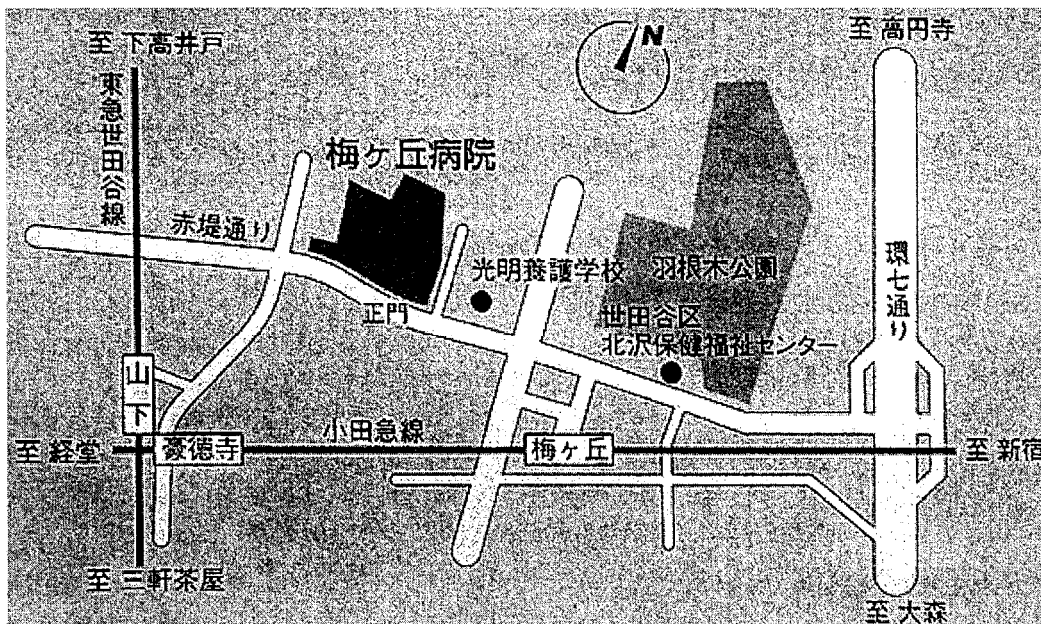 至 下高井戸
至 高円寺
N
東急世田谷線
梅ヶ丘病院
赤堤通り
光明養護学校
羽根木公園
環七通り
正門
世田谷区
北沢保健福祉センター
山下
小田急線
至 経堂
豪徳寺
梅ヶ丘
至 新宿
至 三軒茶屋
至 大森